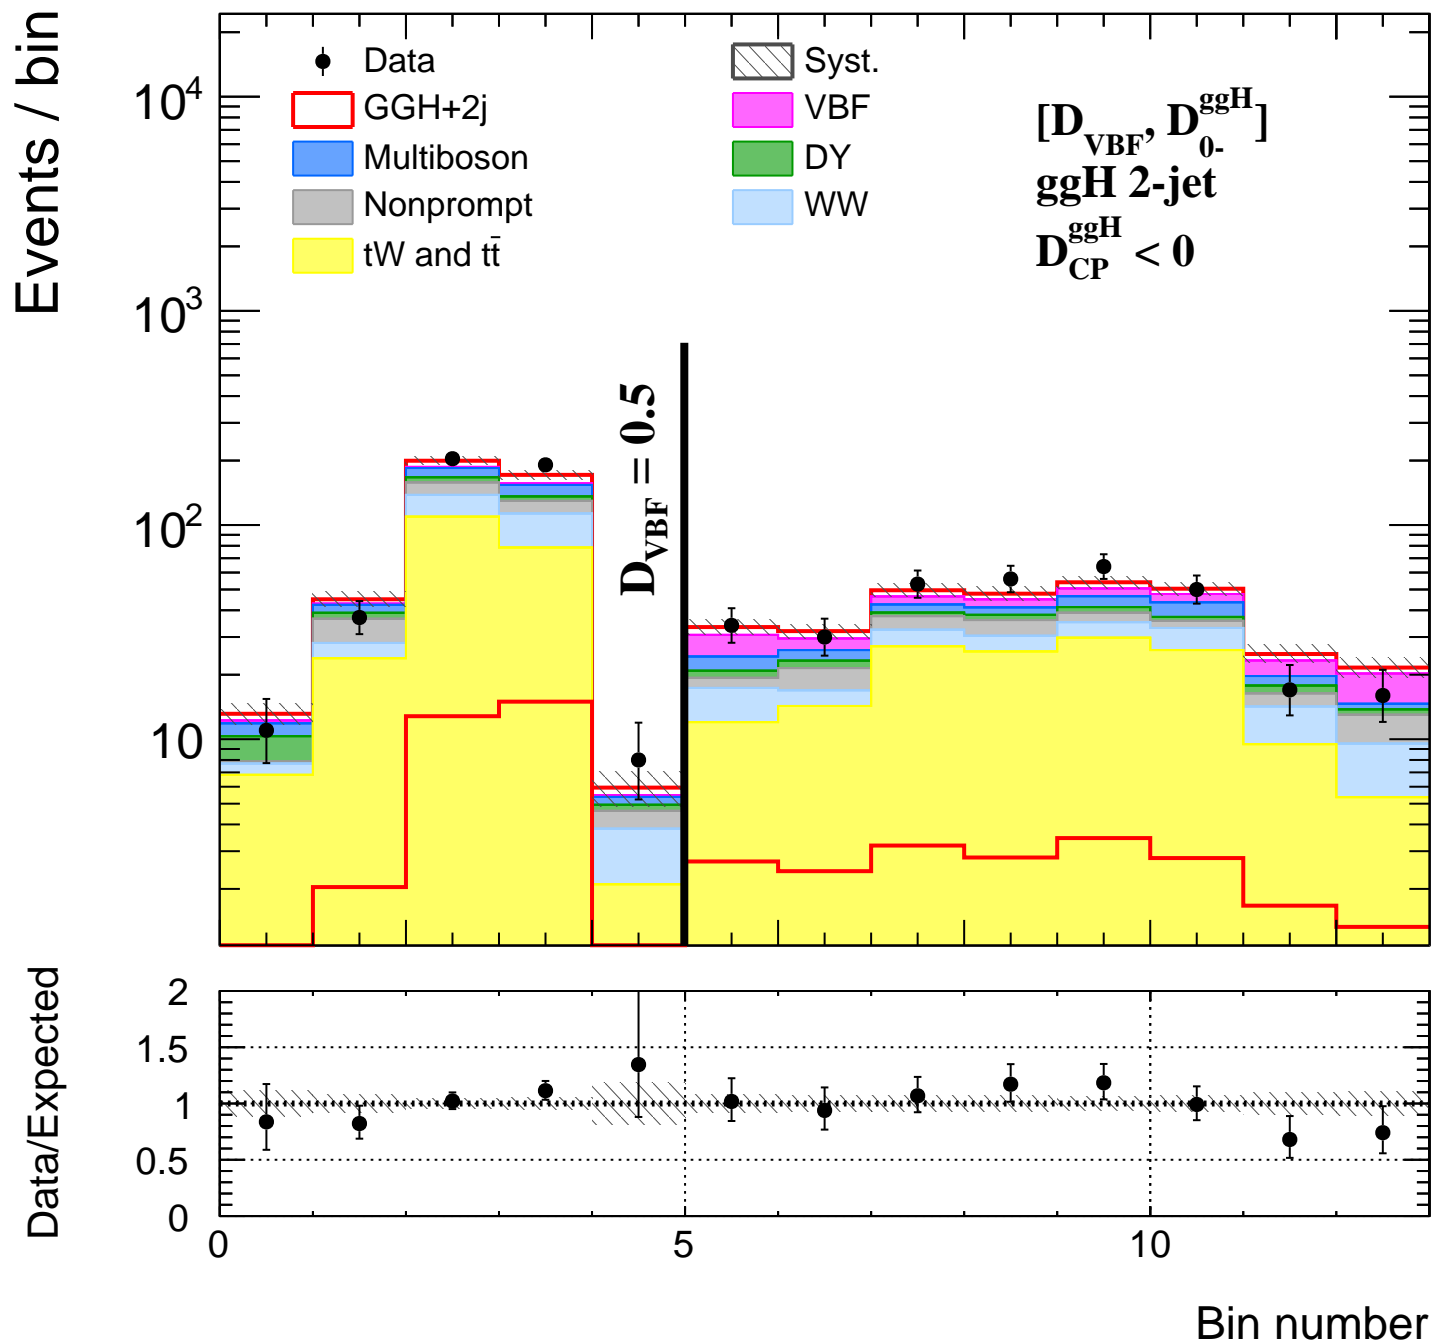 Events / bin
10^4
10^3
10^2
10
Data
GGH+2j
Multiboson
Nonprompt
tW and tt̄
Syst.
VBF
DY
WW
[D_VBF, D_0-^ggH]
ggH 2-jet
D_CP^ggH < 0
D_VBF = 0.5
Data/Expected
2
1.5
1
0.5
0
0
5
10
Bin number